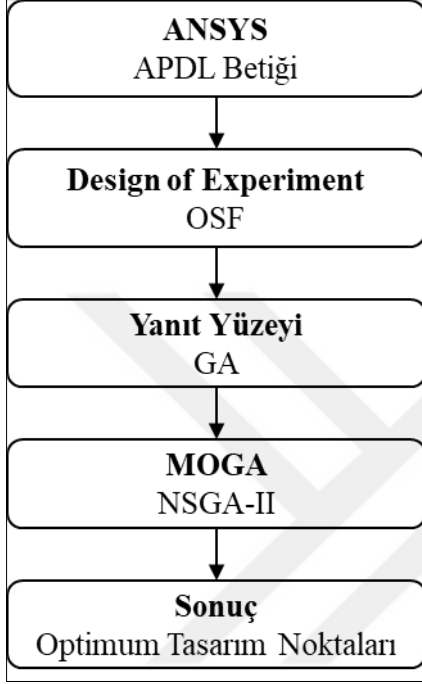 ANSYS
APDL Betiği
Design of Experiment
OSF
Yanıt Yüzeyi
GA
MOGA
NSGA-II
Sonuç
Optimum Tasarım Noktaları